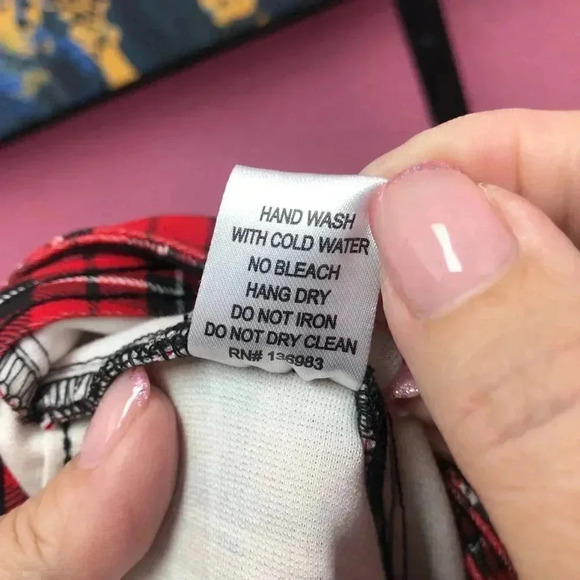 HAND WASH
WITH COLD WATER
NO BLEACH
HANG DRY
DO NOT IRON
DO NOT DRY CLEAN
RN# 136983